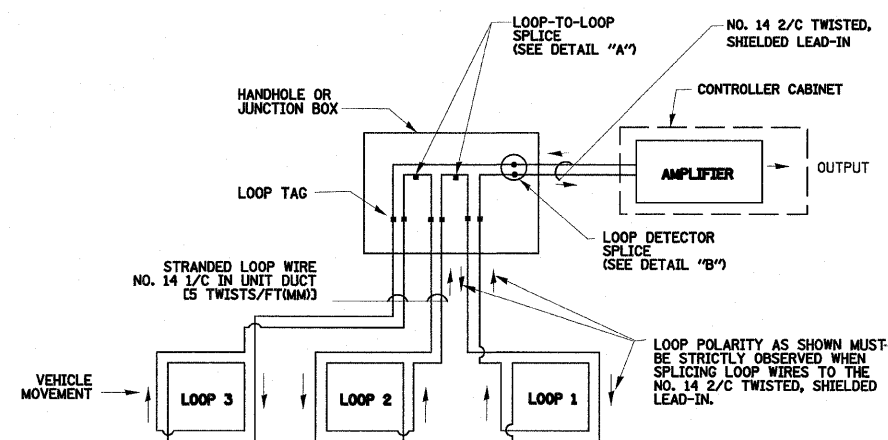 LOOP-TO-LOOP
SPLICE
(SEE DETAIL "A")
NO. 14 2/C TWISTED,
SHIELDED LEAD-IN
HANDHOLE OR
JUNCTION BOX
CONTROLLER CABINET
AMPLIFIER
OUTPUT
LOOP TAG
LOOP DETECTOR
SPLICE
(SEE DETAIL "B")
STRANDED LOOP WIRE
NO. 14 1/C IN UNIT DUCT
[5 TWISTS/FT(MM)]
LOOP POLARITY AS SHOWN MUST
BE STRICTLY OBSERVED WHEN
SPLICING LOOP WIRES TO THE
NO. 14 2/C TWISTED, SHIELDED
LEAD-IN.
VEHICLE
MOVEMENT
LOOP 3
LOOP 2
LOOP 1